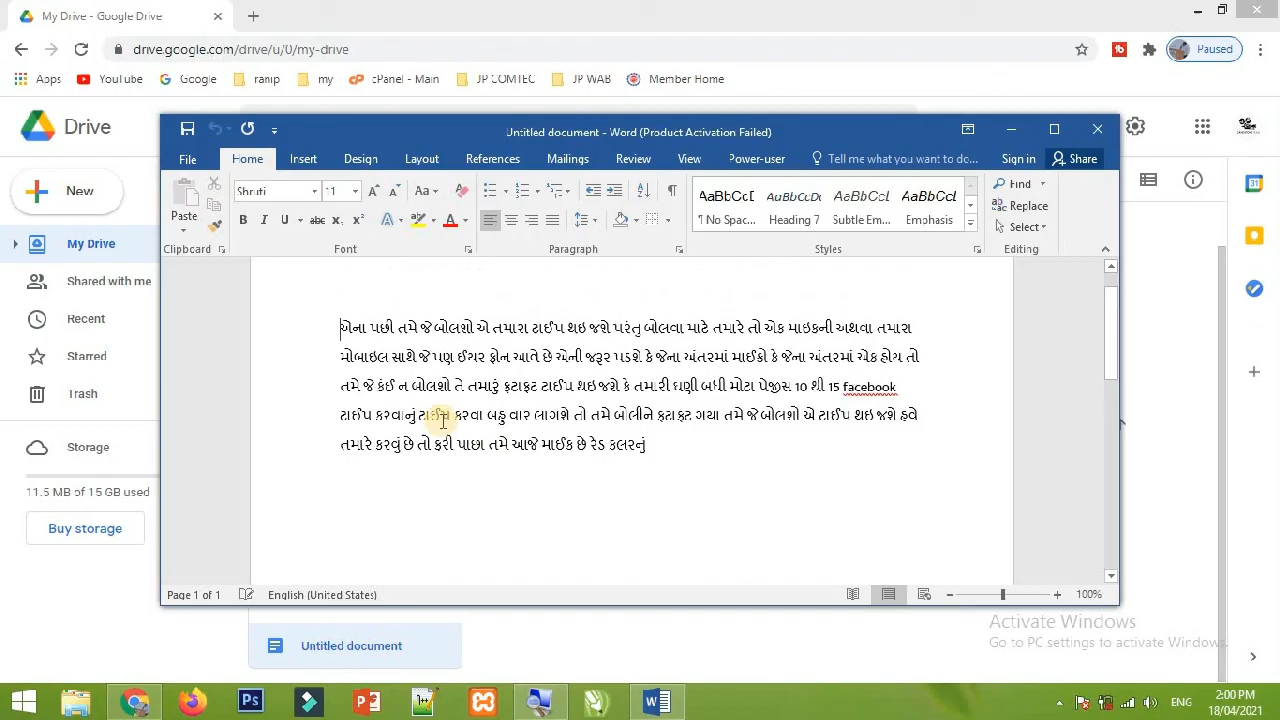 My Drive - Google Drive
drive.google.com/drive/u/0/my-drive
Paused
Apps YouTube Google ranip my cPanel - Main JP COMTEC JP WAB Member Home
Drive
Untitled document - Word (Product Activation Failed)
File Home Insert Design Layout References Mailings Review View Power-user Tell me what you want to do... Sign in Share
New
Paste
Shruti 11
AaBbCcI AaBbCcL AaBbCcI AaBbCcL
¶ No Spac... Heading 7 Subtle Em... Emphasis
Find
Replace
Select
Clipboard Font Paragraph Styles Editing
My Drive
Shared with me
Recent
Starred
Trash
Storage
11.5 MB of 15 GB used
Buy storage
એના પછી તમે જે બોલશો એ તમારા ટાઈપ થઇ જશે પરંતુ બોલવા માટે તમારે તો એક માઇકની અથવા તમારા
મોબાઇલ સાથે જે પણ ઈયર ફોન આતે છે એની જરૂર પડશે કે જેના અંતરમાં માઈક્રો કે જેના અંતરમાં એક હોય તો
તમે જે કંઈ ન બોલશો તે તમારું ફટાફટ ટાઈપ થઇ જશે કે તમારી ઘણી બધી મોટા પેજીસ 10 થી 15 facebook
ટાઈપ કરવાનું ટાઈપ કરવા બહુ વાર લાગશે તો તમે બોલીને ફટાફટ ગયા તમે જે બોલશો એ ટાઈપ થઇ જશે હવે
તમારે કરવું છે તો ફરી પાછા તમે આજે માઈક છે રેડ કલરનું
Page 1 of 1 English (United States) 100%
Untitled document
Activate Windows
Go to PC settings to activate Windows.
ENG
2:00 PM
18/04/2021